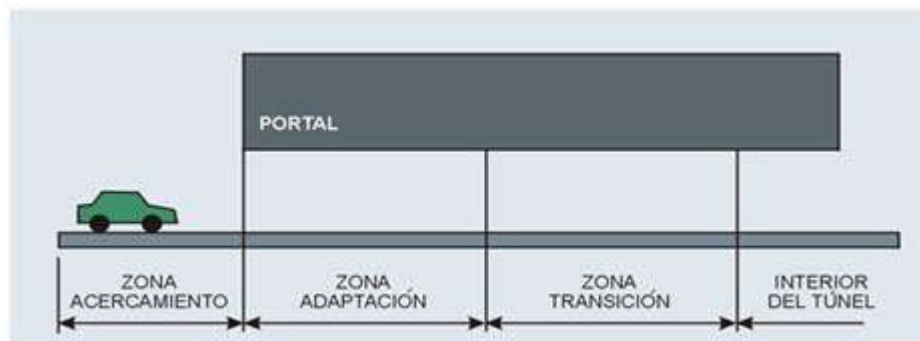 PORTAL
ZONA
ACERCAMIENTO
ZONA
ADAPTACIÓN
ZONA
TRANSICIÓN
INTERIOR
DEL TÚNEL